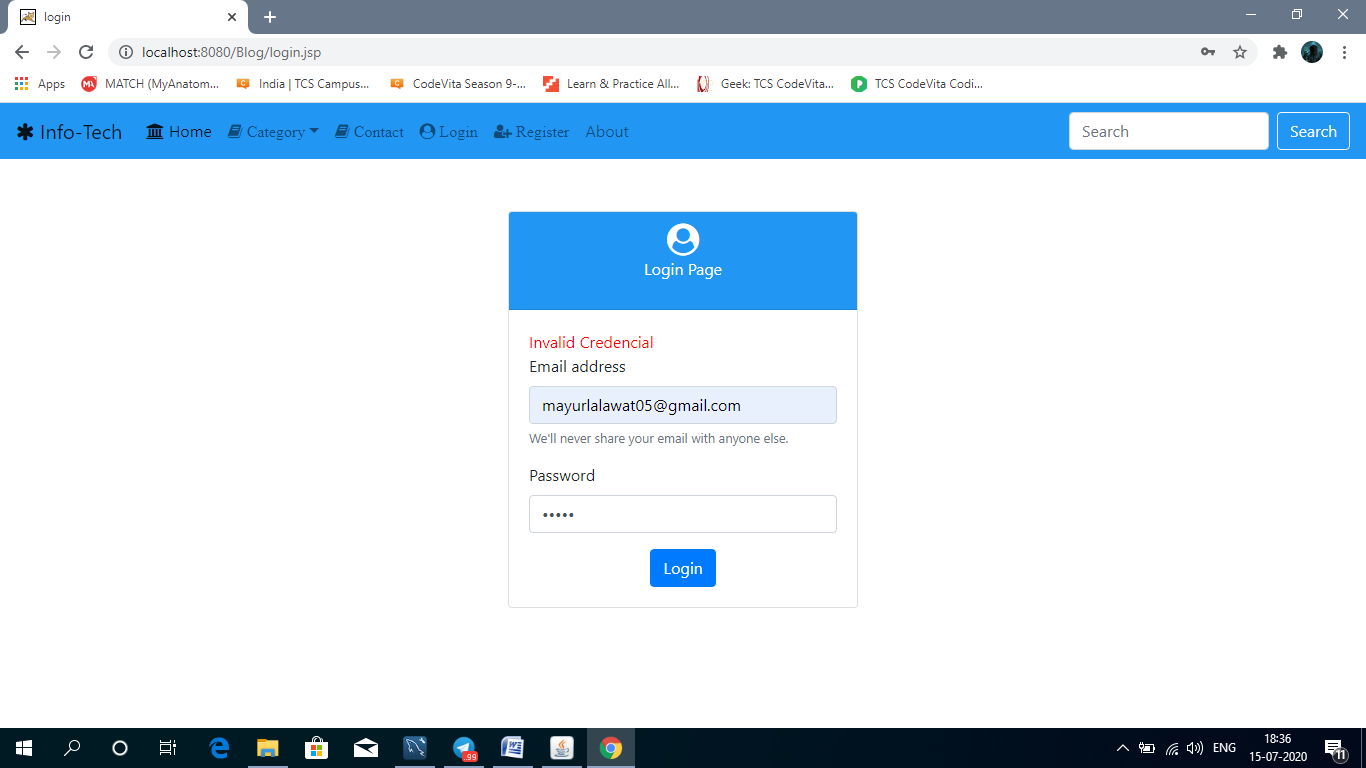 login
localhost:8080/Blog/login.jsp
Apps MATCH (MyAnatom... India | TCS Campus... CodeVita Season 9-... Learn & Practice All... Geek: TCS CodeVita... TCS CodeVita Codi...
Info-Tech Home Category Contact Login Register About Search Search
Login Page
Invalid Credencial
Email address
mayurlalawat05@gmail.com
We'll never share your email with anyone else.
Password
•••••
Login
99
ENG 18:36
15-07-2020
11